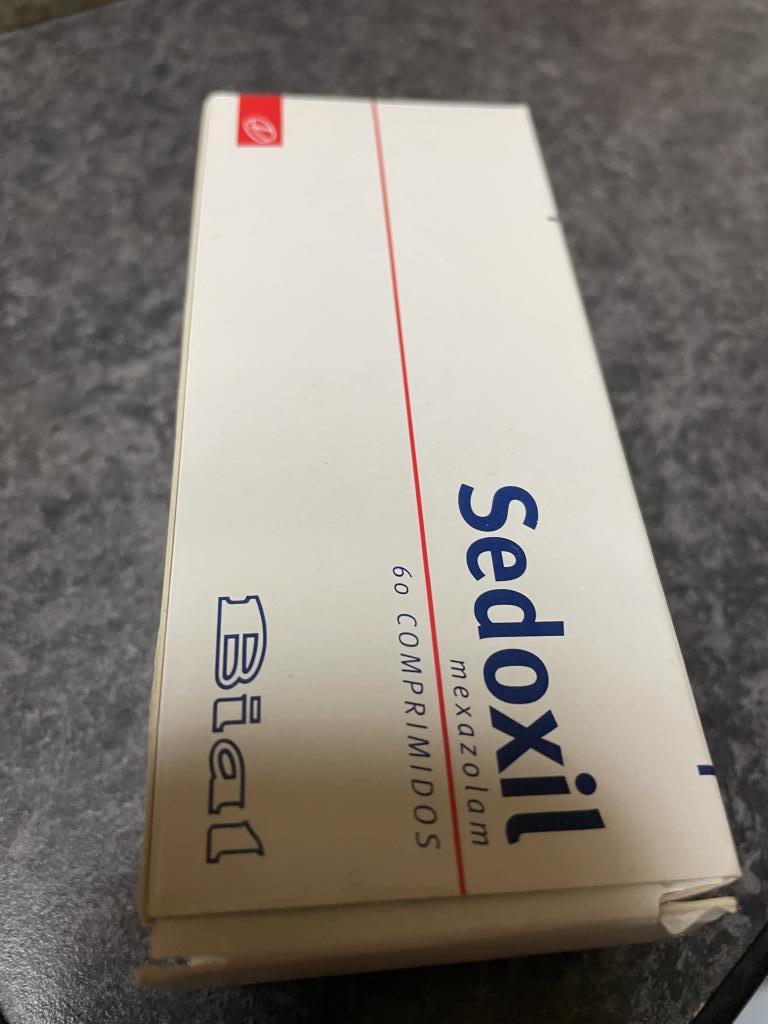 Sedoxil
mexazolam
60 COMPRIMIDOS
Bial